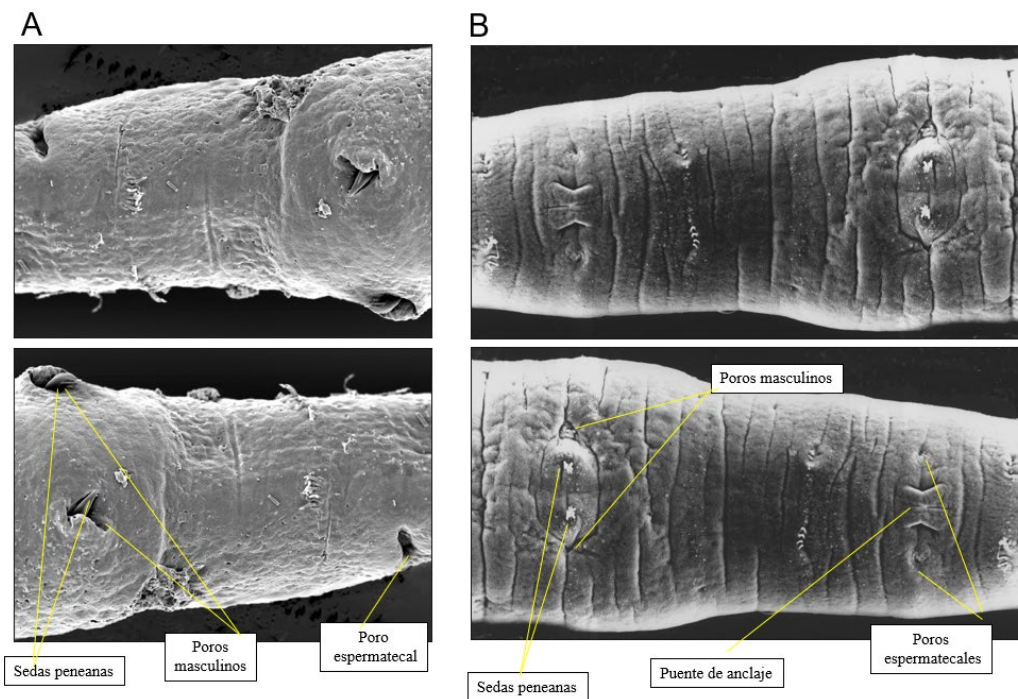 A
B
Poros masculinos
Sedas peneanas
Poros
masculinos
Poro
espermatecal
Sedas peneanas
Puente de anclaje
Poros
espermatecales